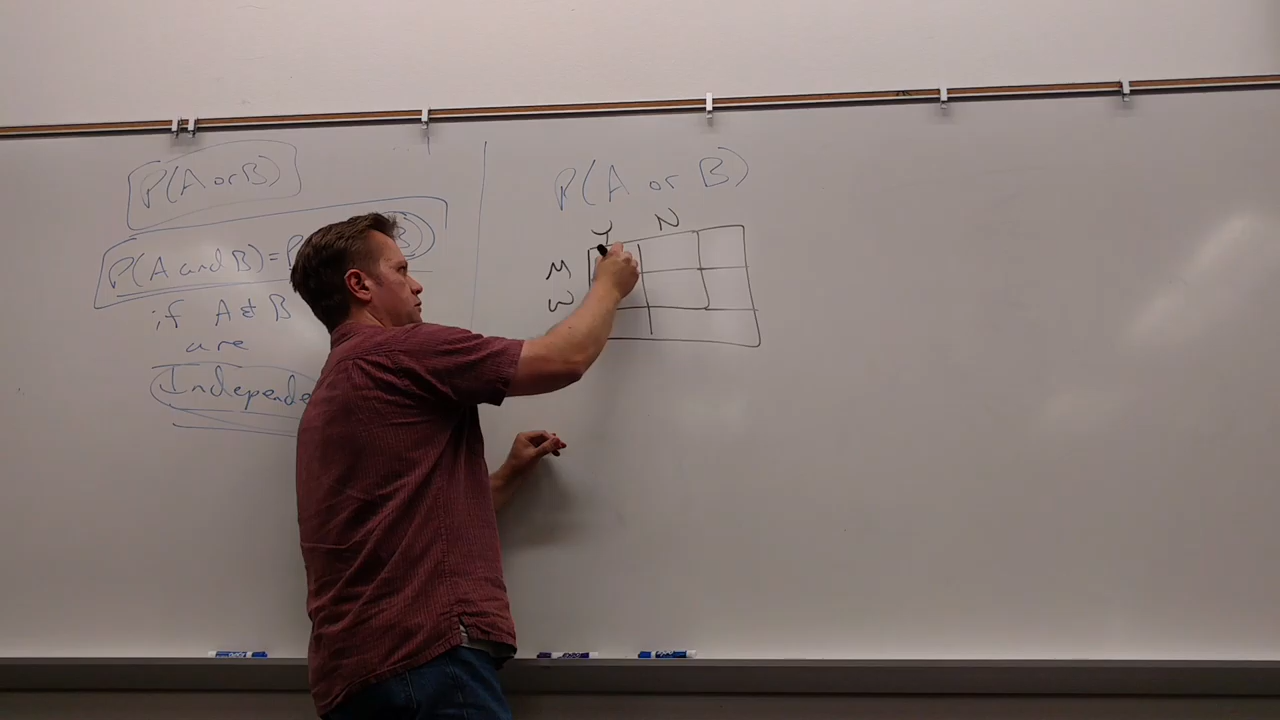 P(A or B)
P(A and B) = P B)
if A & B
are
Independe
P(A or B)
Y N
M
W